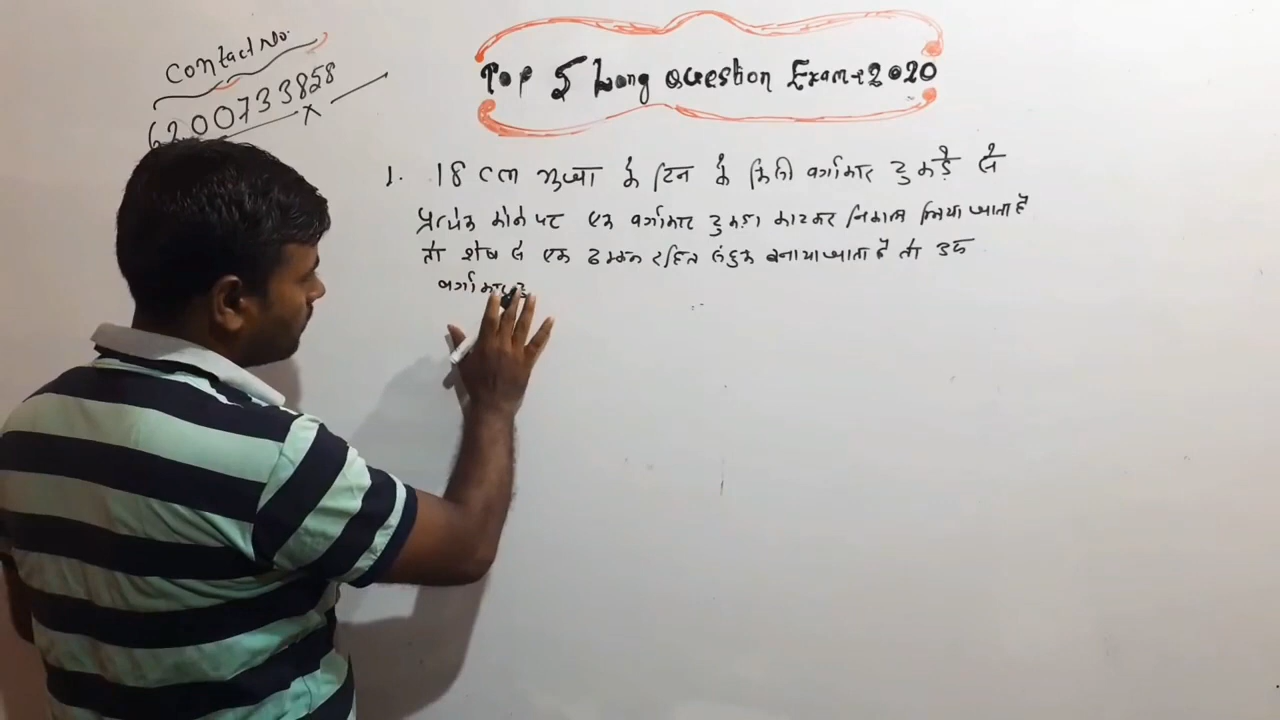 Contact No.
6200733858
Top 5 Long Question Exam-2020
1. 18 cm भुजा के टिन के किसी वर्गाकार टुकड़े से
प्रत्येक कोने पर एक वर्गाकार टुकड़ा काटकर निकाल लिया जाता है
तो शेष से एक ढक्कन रहित संदुक बनाया जाता है तो उस
वर्गाकार